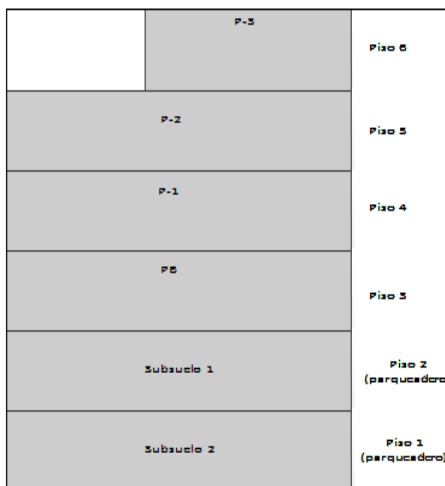 P-3
Piso 6
P-2
Piso 5
P-1
Piso 4
PB
Piso 3
Subsuelo 1
Piso 2
(parqueadero)
Subsuelo 2
Piso 1
(parqueadero)